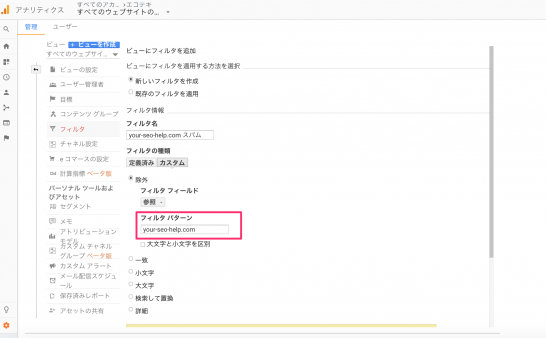 アナリティクス
すべてのアカ... > エコテキ
すべてのウェブサイトの...
管理
ユーザー
ビュー
+ ビューを作成
すべてのウェブサイ...
ビューの設定
ユーザー管理者
目標
コンテンツ グループ
フィルタ
チャネル設定
e コマースの設定
Dd 計算指標 ベータ版
パーソナル ツールおよ
びアセット
セグメント
メモ
アトリビューション
モデル
カスタム チャネル
グループ ベータ版
カスタム アラート
メール配信スケジュ
ール
保存済みレポート
アセットの共有
ビューにフィルタを追加
ビューにフィルタを適用する方法を選択
新しいフィルタを作成
既存のフィルタを適用
フィルタ情報
フィルタ名
your-seo-help.com スパム
フィルタの種類
定義済み
カスタム
除外
フィルタ フィールド
参照
フィルタ パターン
your-seo-help.com
大文字と小文字を区別
一致
小文字
大文字
検索して置換
詳細